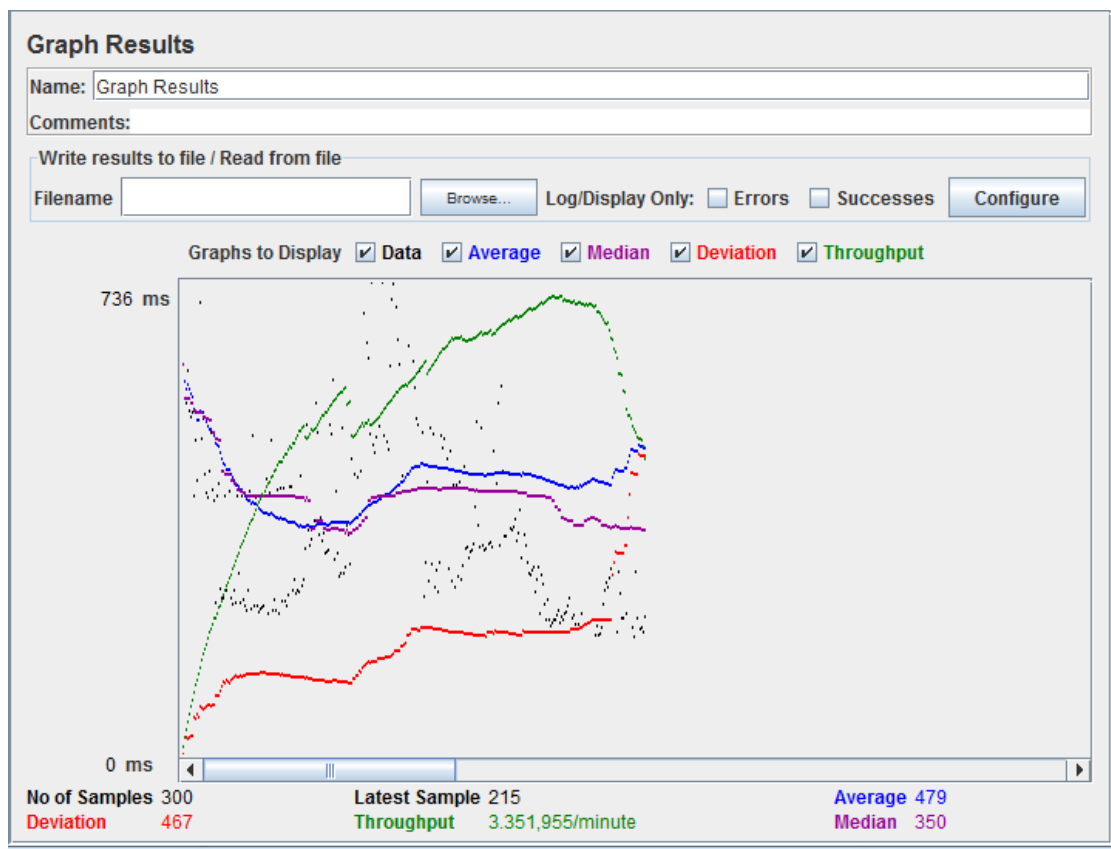 Graph Results
Name: Graph Results
Comments:
Write results to file / Read from file
Filename Browse... Log/Display Only: Errors Successes Configure
Graphs to Display Data Average Median Deviation Throughput
736 ms
0 ms
No of Samples 300 Latest Sample 215 Average 479
Deviation 467 Throughput 3.351,955/minute Median 350